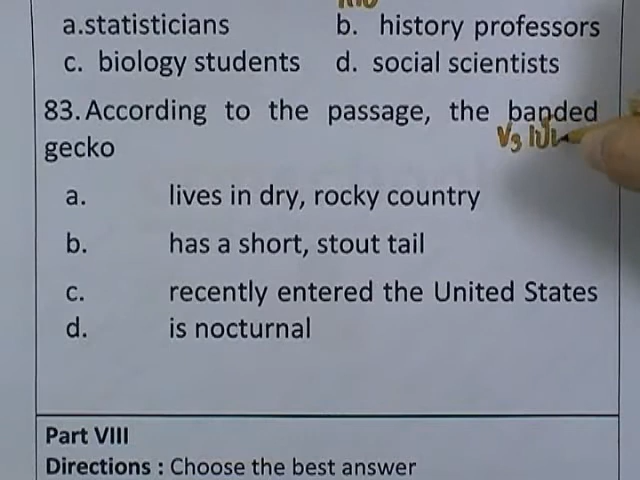 a.statisticians b. history professors
c. biology students d. social scientists
83. According to the passage, the banded
gecko
a. lives in dry, rocky country
b. has a short, stout tail
c. recently entered the United States
d. is nocturnal
Part VIII
Directions : Choose the best answer